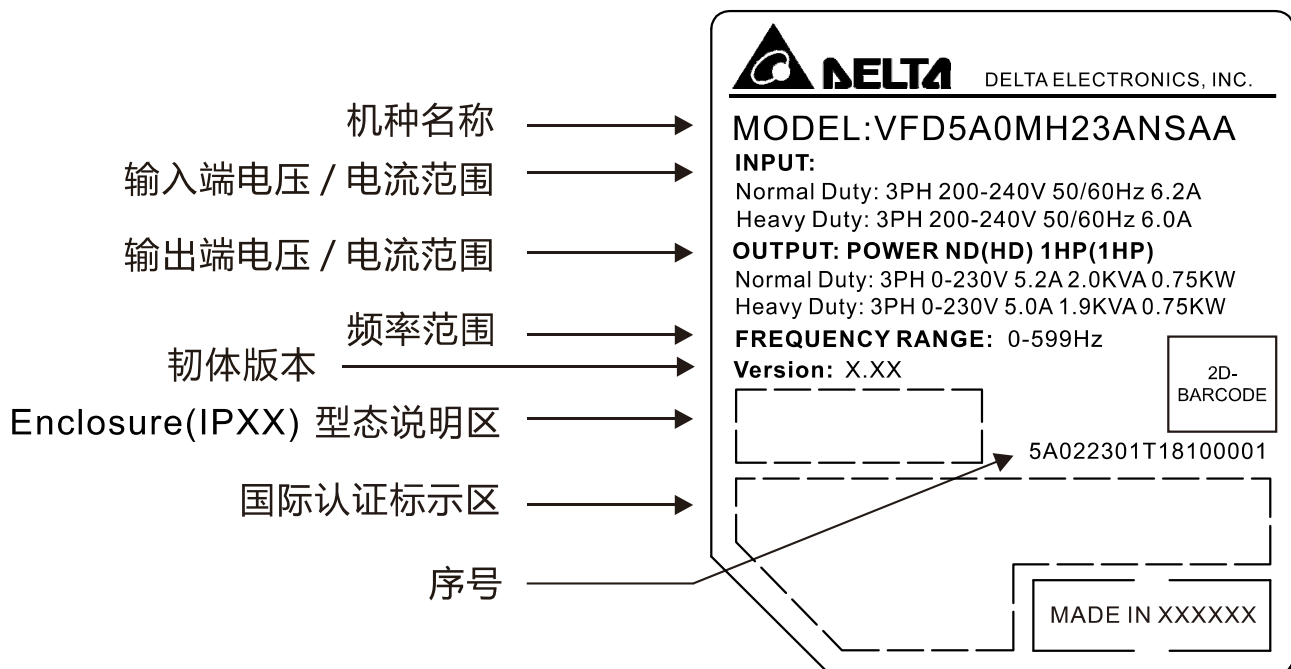 DELTA DELTA ELECTRONICS, INC.
机种名称
MODEL:VFD5A0MH23ANSAA
输入端电压 / 电流范围
INPUT:
Normal Duty: 3PH 200-240V 50/60Hz 6.2A
Heavy Duty: 3PH 200-240V 50/60Hz 6.0A
输出端电压 / 电流范围
OUTPUT: POWER ND(HD) 1HP(1HP)
Normal Duty: 3PH 0-230V 5.2A 2.0KVA 0.75KW
Heavy Duty: 3PH 0-230V 5.0A 1.9KVA 0.75KW
频率范围
FREQUENCY RANGE: 0-599Hz
韧体版本
Version: X.XX
2D-
BARCODE
Enclosure(IPXX) 型态说明区
5A022301T18100001
国际认证标示区
序号
MADE IN XXXXXX